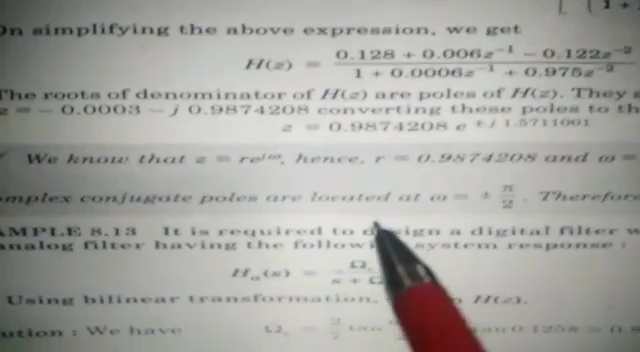 On simplifying the above expression, we get
H(z) = 0.128 + 0.006z⁻¹ − 0.122z⁻²
1 + 0.0006z⁻¹ + 0.975z⁻²
The roots of denominator of H(z) are poles of H(z). They
z = − 0.0003 − j 0.9874208 converting these poles to th
z = 0.9874208 e ± j 1.5711001
We know that z = re^jω, hence, r = 0.9874208 and ω =
omplex conjugate poles are located at ω = ± π/2 . Therefore
AMPLE 8.13 It is required to design a digital filter w
analog filter having the following system response :
Hₐ(s) =
Using bilinear transformation, H(z).
ution : We have